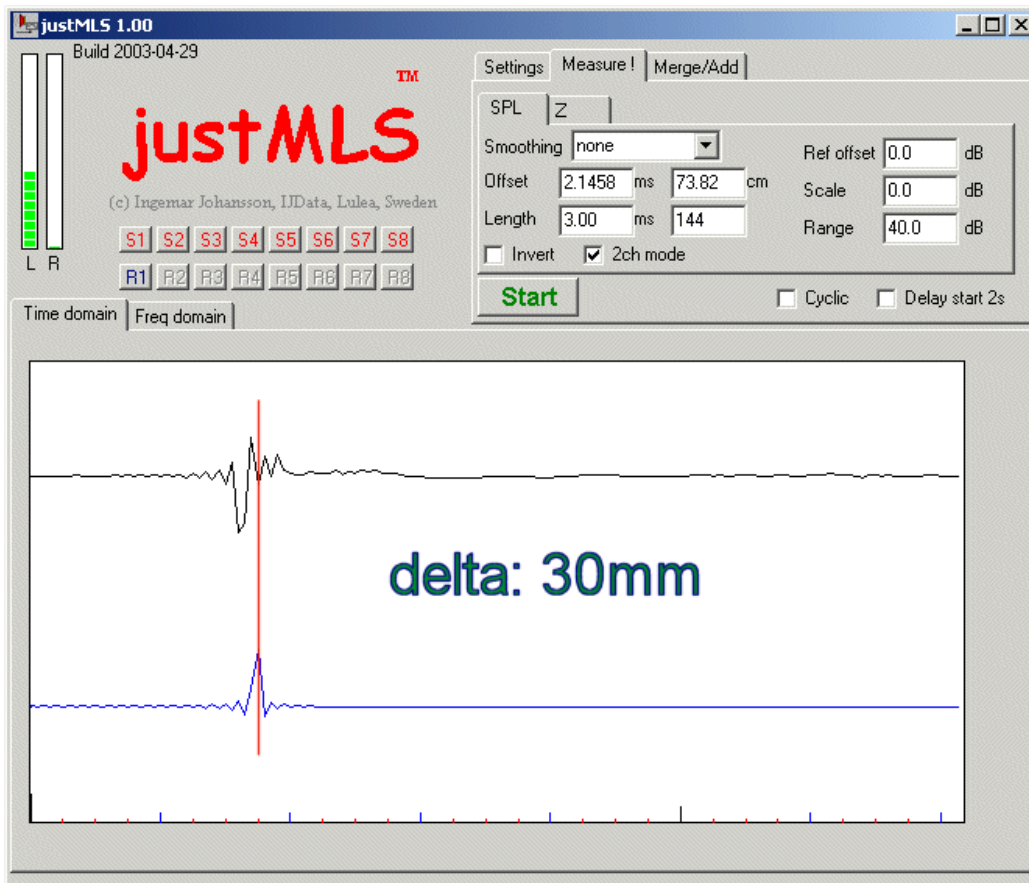 justMLS 1.00
Build 2003-04-29
TM
justMLS
(c) Ingemar Johansson, IJData, Lulea, Sweden
L R
S1 S2 S3 S4 S5 S6 S7 S8
R1 R2 R3 R4 R5 R6 R7 R8
Settings Measure ! Merge/Add
SPL Z
Smoothing none
Offset 2.1458 ms 73.82 cm
Length 3.00 ms 144
Invert 2ch mode
Ref offset 0.0 dB
Scale 0.0 dB
Range 40.0 dB
Start Cyclic Delay start 2s
Time domain Freq domain
delta: 30mm